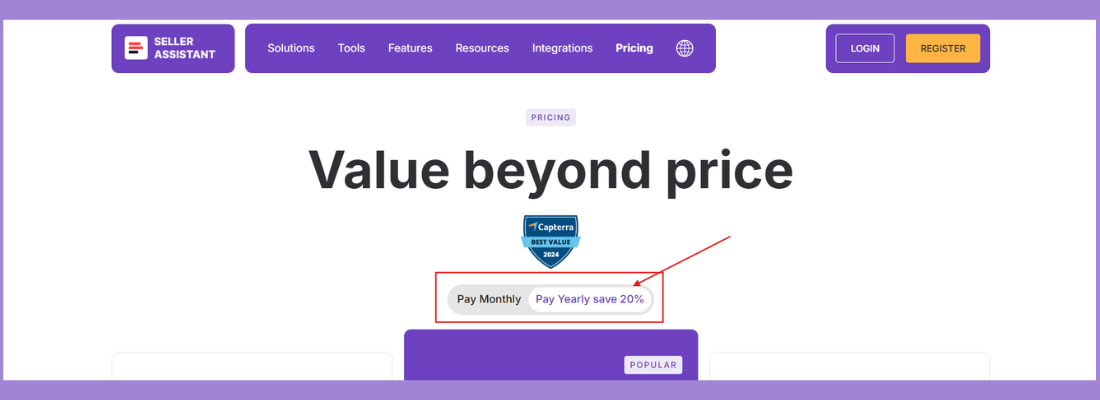 SELLER
ASSISTANT
Solutions Tools Features Resources Integrations Pricing
LOGIN REGISTER
PRICING
Value beyond price
Capterra
BEST VALUE
2024
Pay Monthly Pay Yearly save 20%
POPULAR